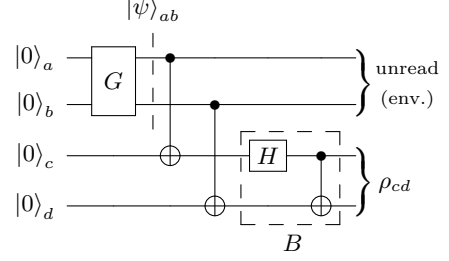 |ψ⟩ab
|0⟩a
G
unread
|0⟩b
(env.)
|0⟩c
H
ρcd
|0⟩d
B